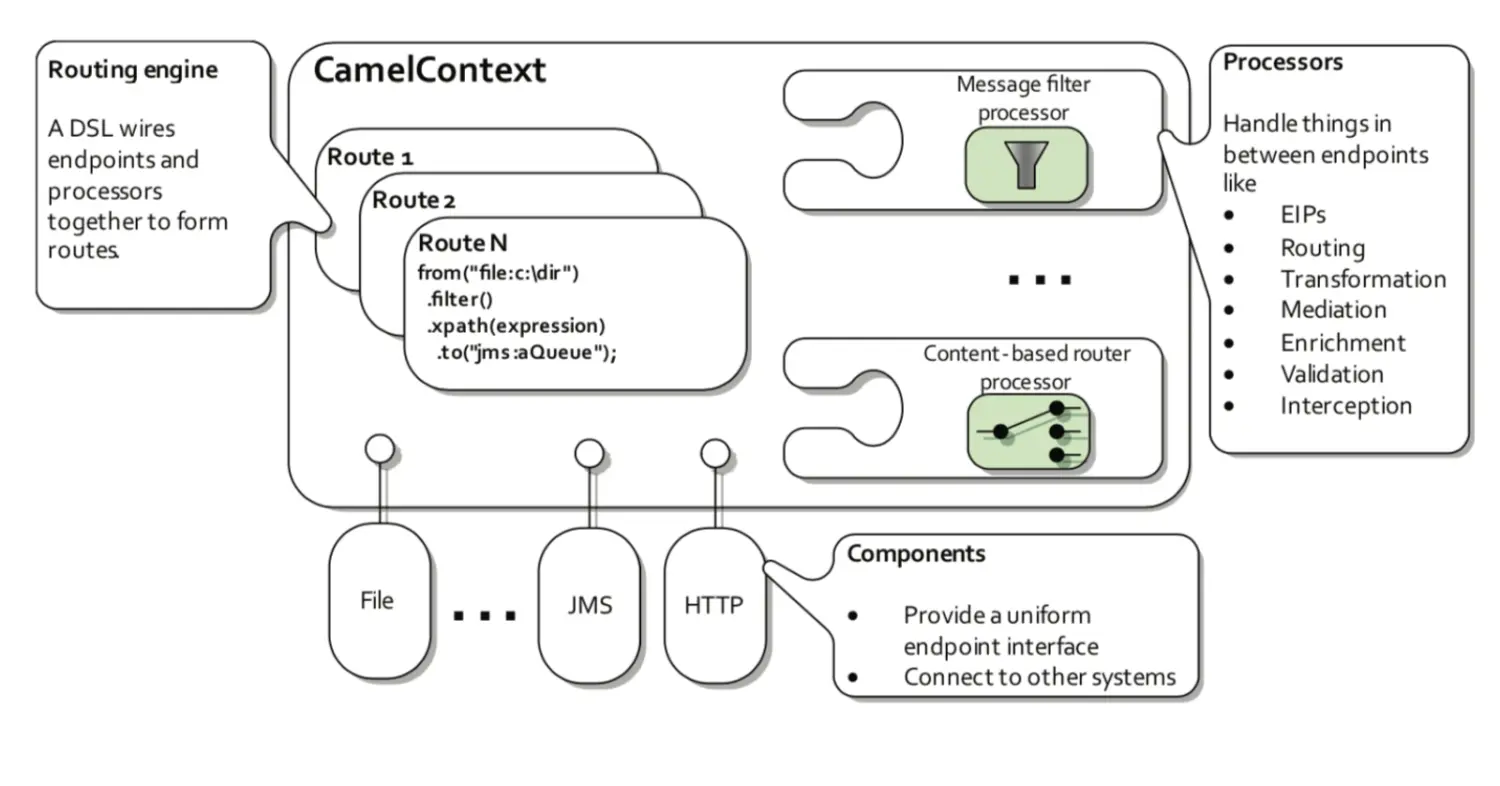 Routing engine
A DSL wires
endpoints and
processors
together to form
routes.
CamelContext
Route 1
Route 2
Route N
from("file:c:\dir")
.filter()
.xpath(expression)
.to("jms:aQueue");
Message filter
processor
...
Content-based router
processor
Processors
Handle things in
between endpoints
like
• EIPs
• Routing
• Transformation
• Mediation
• Enrichment
• Validation
• Interception
File
...
JMS
HTTP
Components
• Provide a uniform
endpoint interface
• Connect to other systems